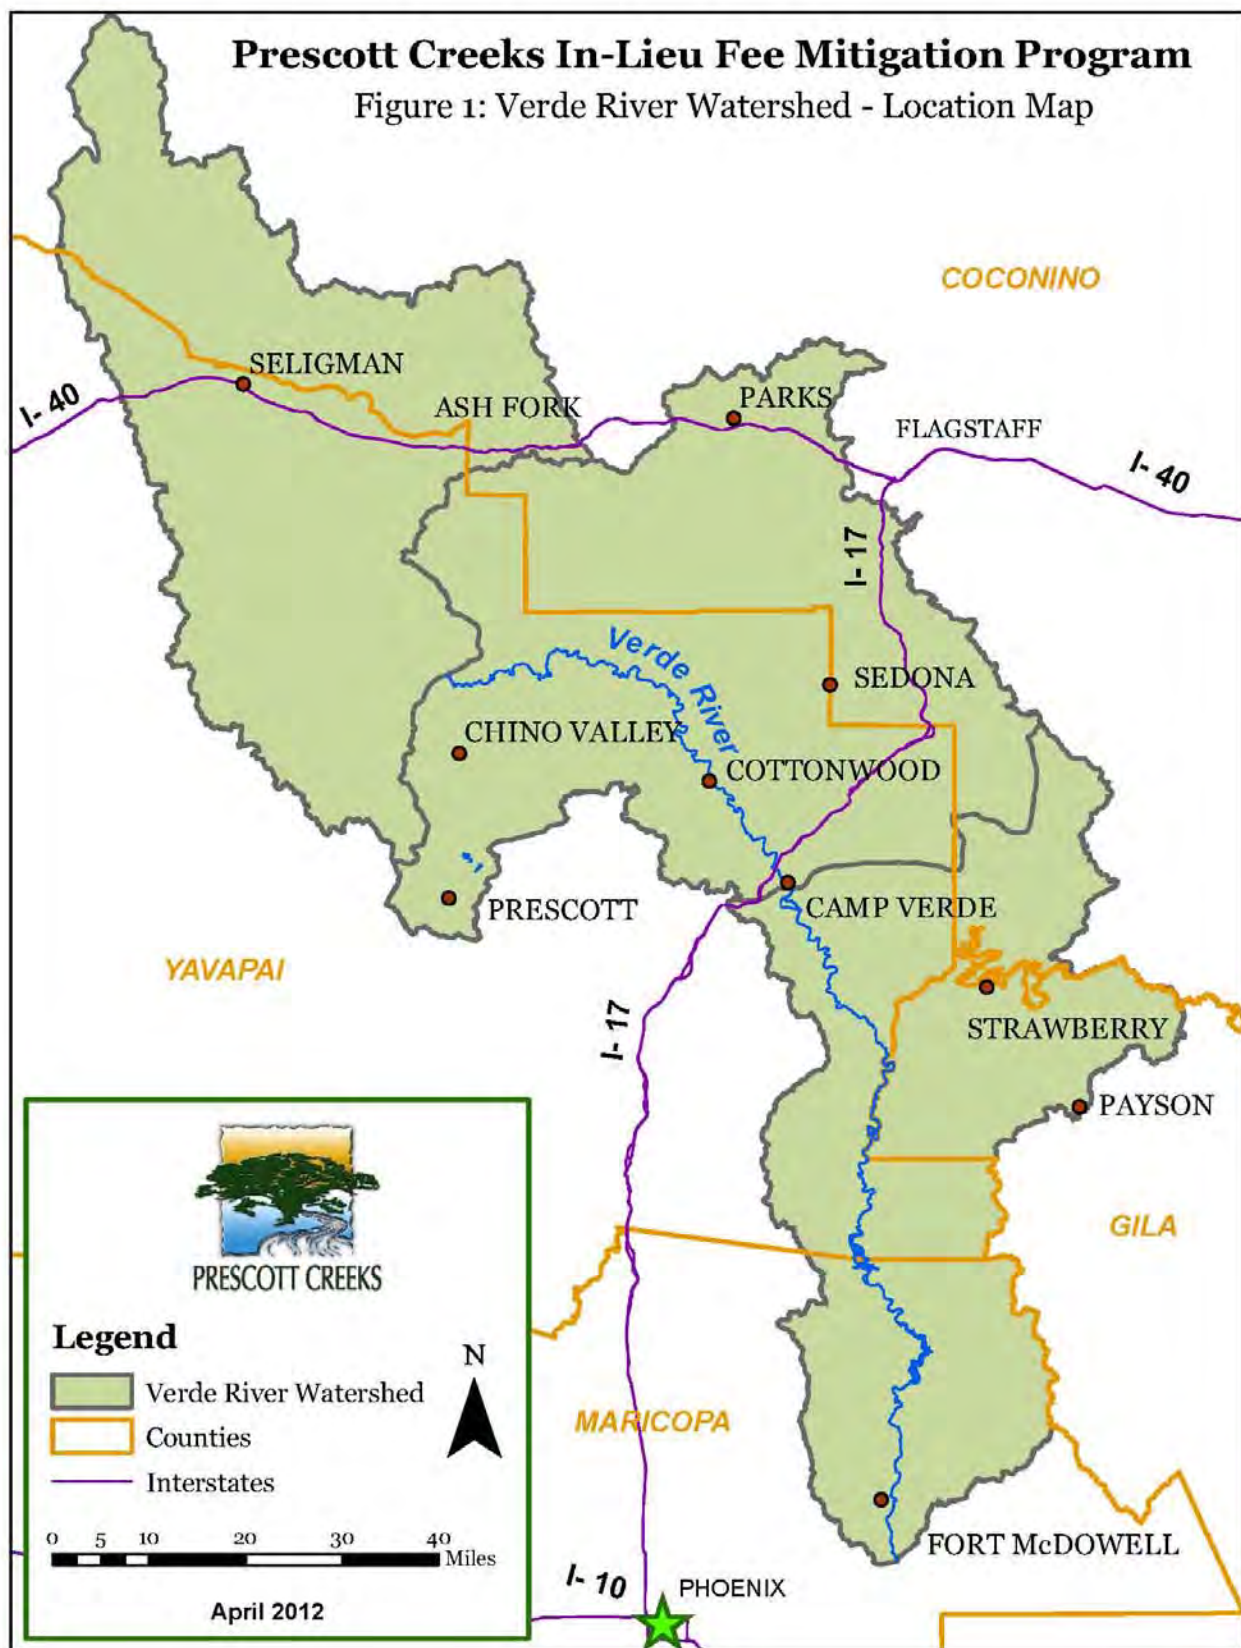 Prescott Creeks In-Lieu Fee Mitigation Program
Figure 1: Verde River Watershed - Location Map
COCONINO
SELIGMAN
I- 40
ASH FORK
PARKS
FLAGSTAFF
I- 40
I- 17
Verde River
SEDONA
CHINO VALLEY
COTTONWOOD
PRESCOTT
CAMP VERDE
YAVAPAI
I- 17
STRAWBERRY
PAYSON
GILA
PRESCOTT CREEKS
Legend
N
Verde River Watershed
Counties
Interstates
0 5 10 20 30 40
Miles
April 2012
MARICOPA
FORT McDOWELL
I- 10
PHOENIX